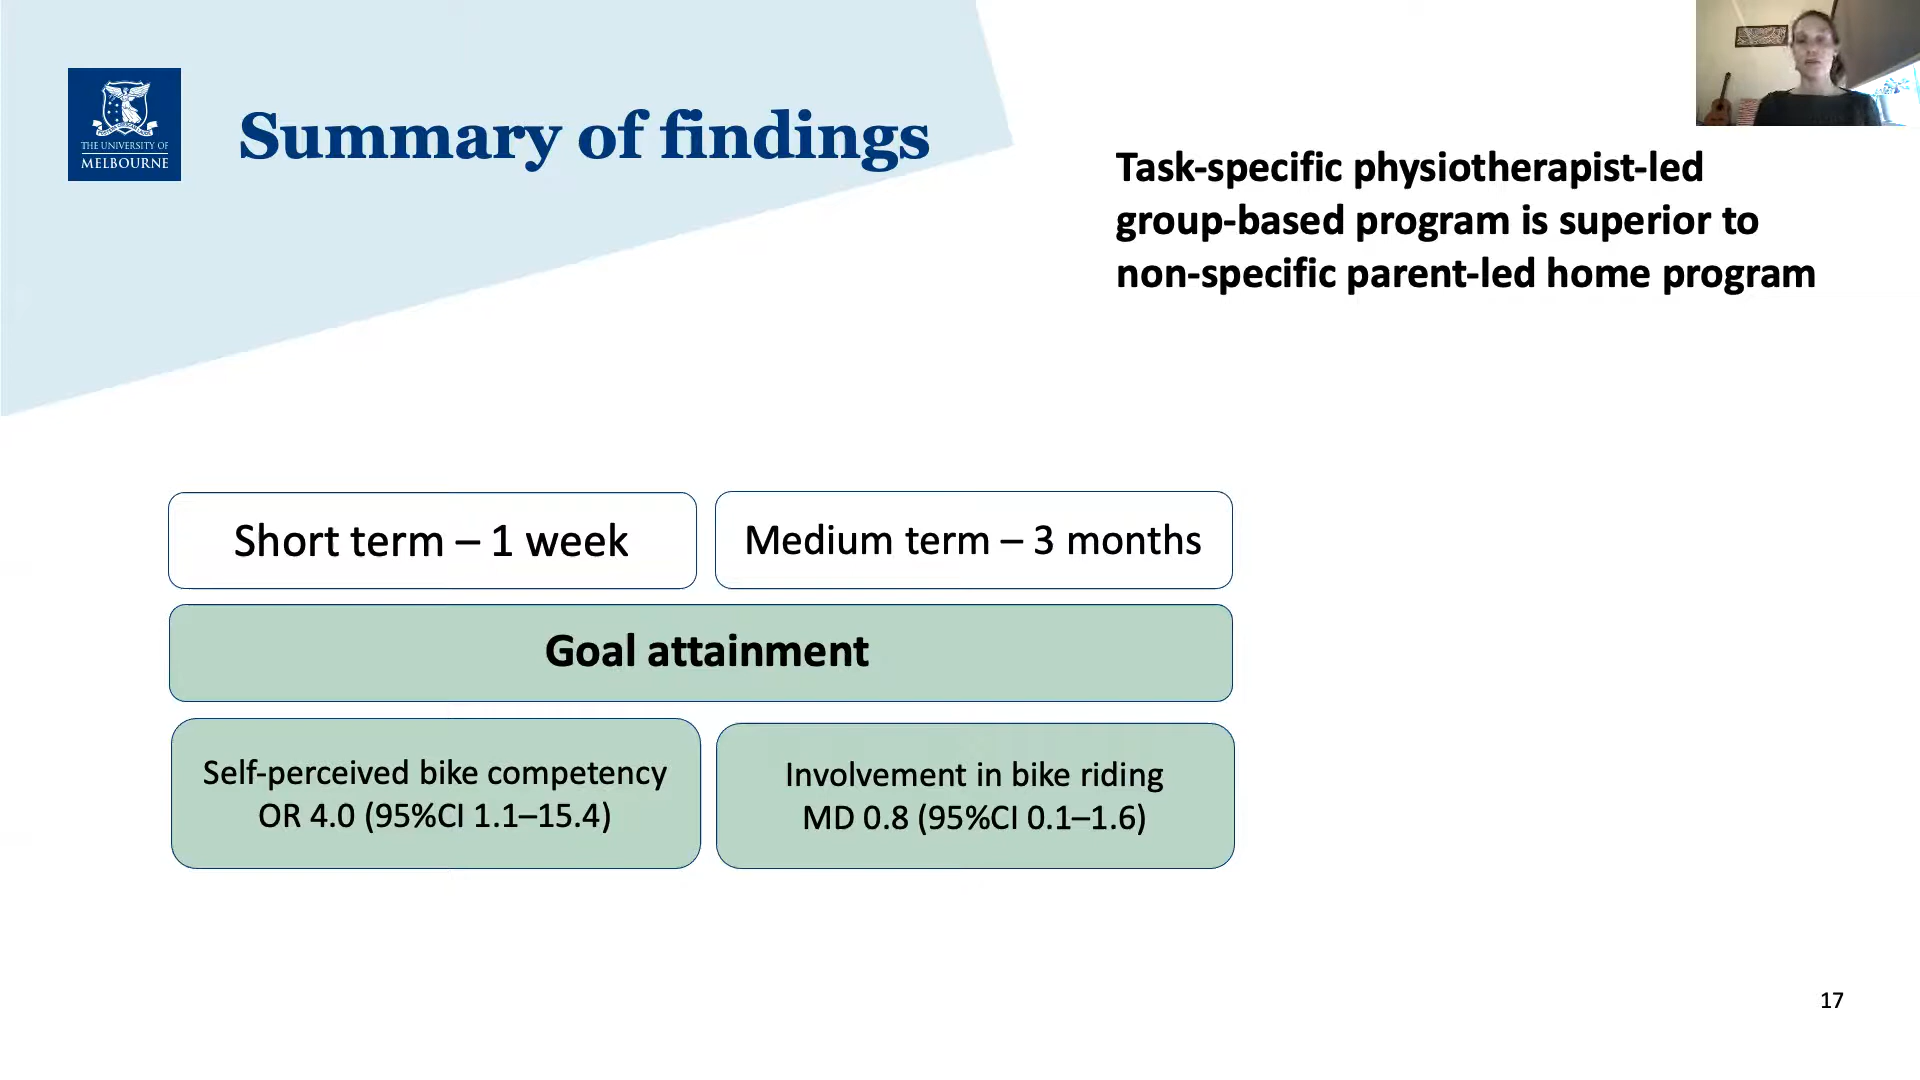 THE UNIVERSITY OF
MELBOURNE
Summary of findings
Task-specific physiotherapist-led
group-based program is superior to
non-specific parent-led home program
Short term – 1 week
Medium term – 3 months
Goal attainment
Self-perceived bike competency
OR 4.0 (95%CI 1.1–15.4)
Involvement in bike riding
MD 0.8 (95%CI 0.1–1.6)
17